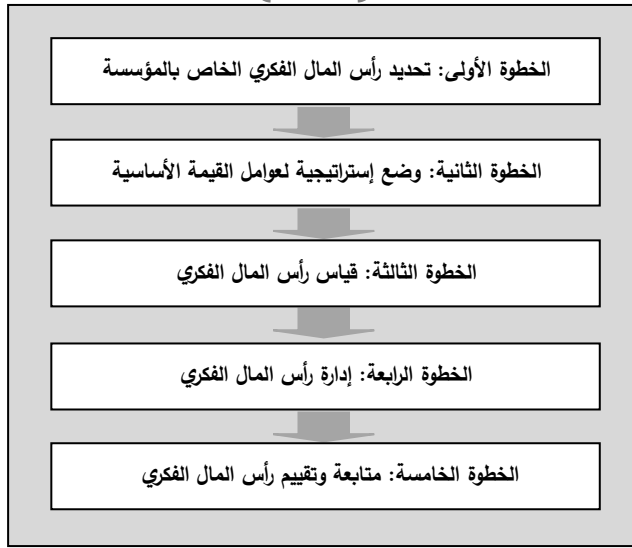 الخطوة الأولى: تحديد رأس المال الفكري الخاص بالمؤسسة
الخطوة الثانية: وضع إستراتيجية لعوامل القيمة الأساسية
الخطوة الثالثة: قياس رأس المال الفكري
الخطوة الرابعة: إدارة رأس المال الفكري
الخطوة الخامسة: متابعة وتقييم رأس المال الفكري